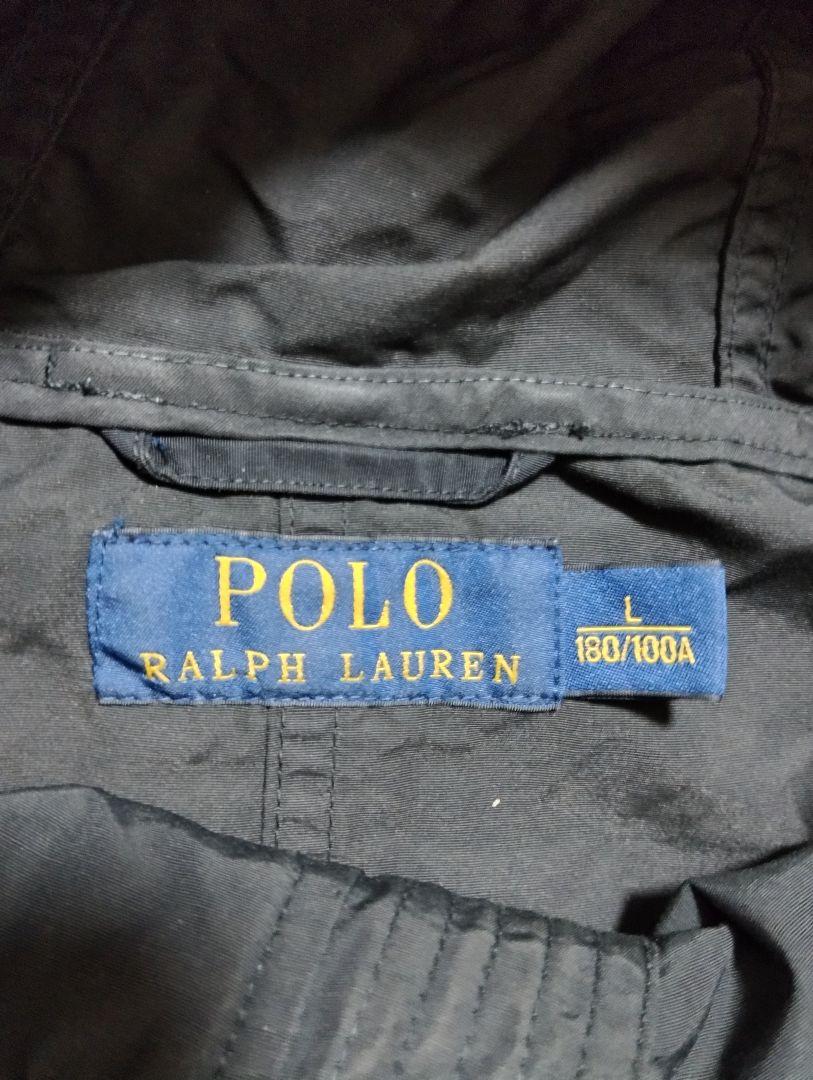 POLO
RALPH LAUREN
L
180/100A